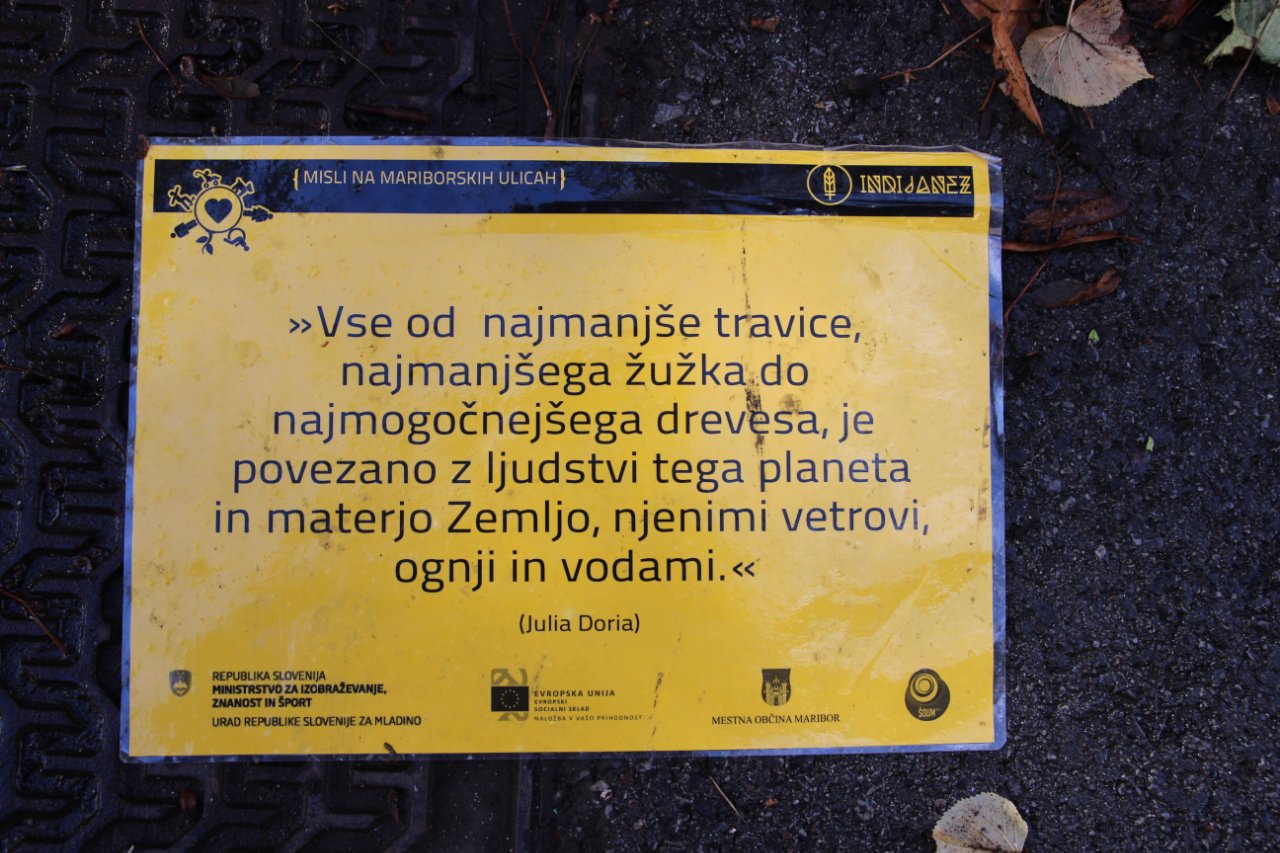 {MISLI NA MARIBORSKIH ULICAH}
INDIJANEZ
»Vse od najmanjše travice,
najmanjšega žužka do
najmogočnejšega drevesa, je
povezano z ljudstvi tega planeta
in materjo Zemljo, njenimi vetrovi,
ognji in vodami.«
(Julia Doria)
REPUBLIKA SLOVENIJA
MINISTRSTVO ZA IZOBRAŽEVANJE,
ZNANOST IN ŠPORT
URAD REPUBLIKE SLOVENIJE ZA MLADINO
EVROPSKA UNIJA
EVROPSKI
SOCIALNI SKLAD
NALOŽBA V VAŠO PRIHODNOST
MESTNA OBČINA MARIBOR
ŠOUM